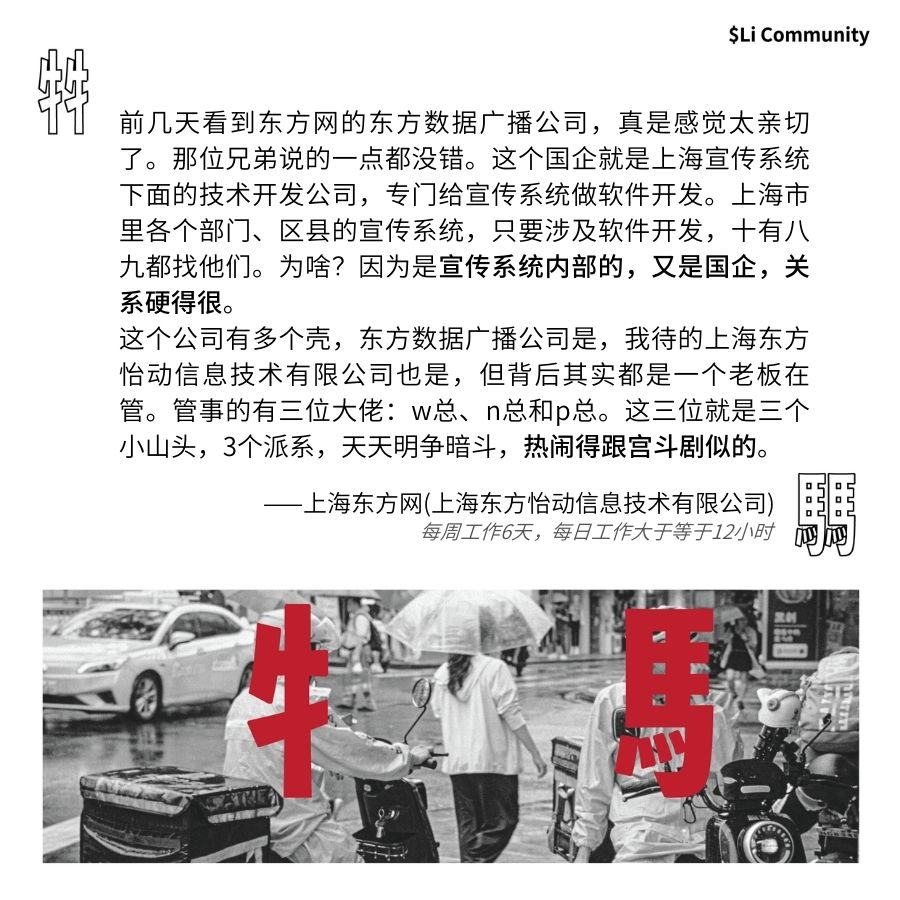 $Li Community
牛牛
前几天看到东方网的东方数据广播公司，真是感觉太亲切
了。那位兄弟说的一点都没错。这个国企就是上海宣传系统
下面的技术开发公司，专门给宣传系统做软件开发。上海市
里各个部门、区县的宣传系统，只要涉及软件开发，十有八
九都找他们。为啥？因为是宣传系统内部的，又是国企，关
系硬得很。
这个公司有多个壳，东方数据广播公司是，我待的上海东方
怡动信息技术有限公司也是，但背后其实都是一个老板在
管。管事的有三位大佬：w总、n总和p总。这三位就是三个
小山头，3个派系，天天明争暗斗，热闹得跟宫斗剧似的。
——上海东方网(上海东方怡动信息技术有限公司)
每周工作6天，每日工作大于等于12小时
馬馬
牛 馬